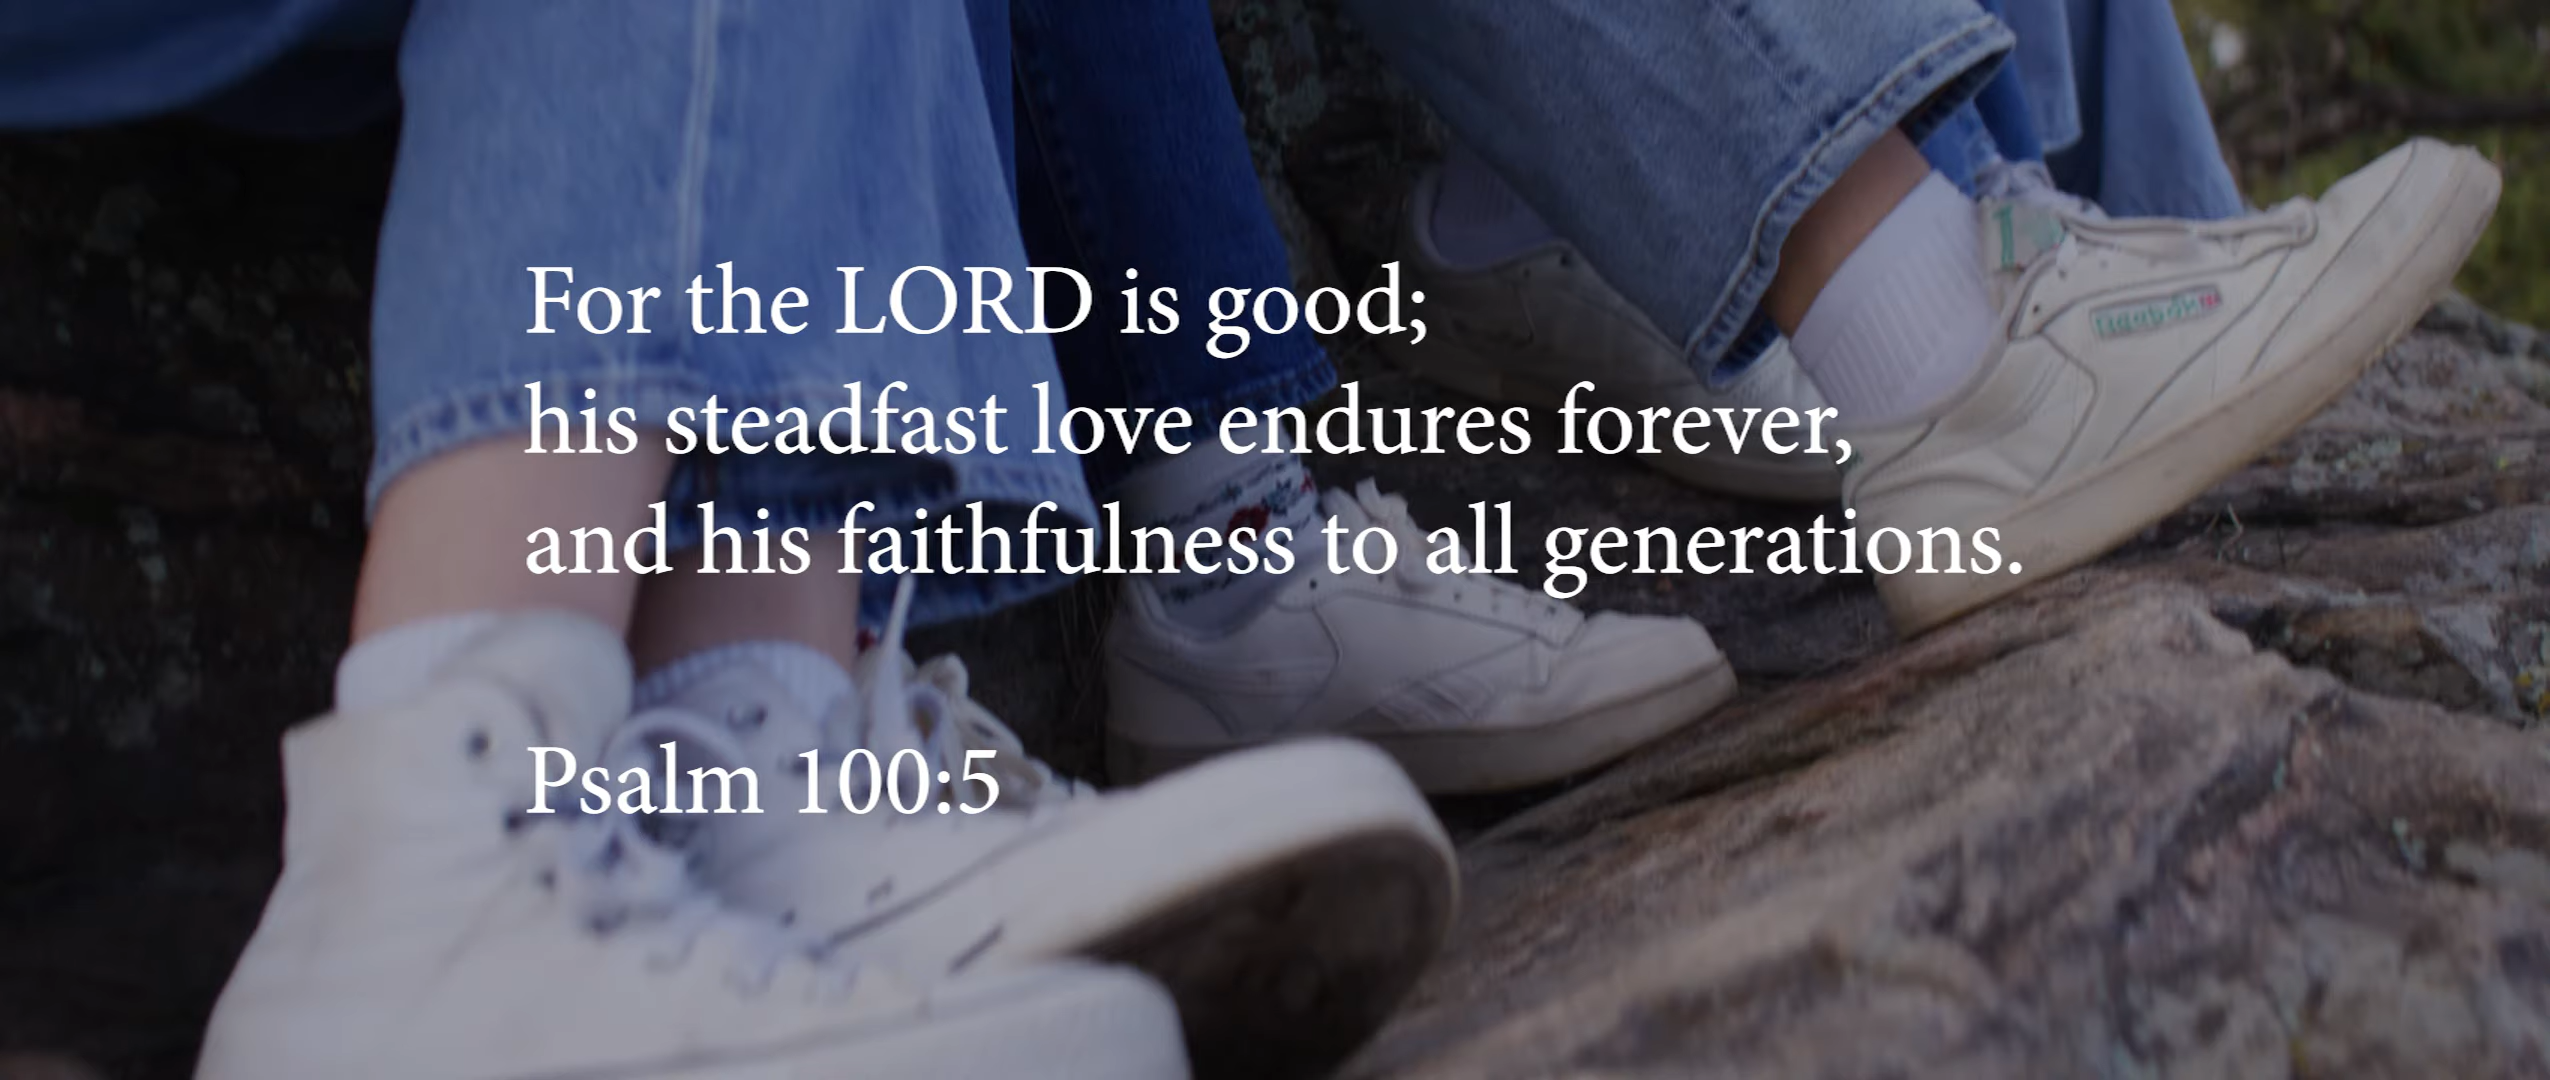 For the LORD is good;
his steadfast love endures forever,
and his faithfulness to all generations.
Psalm 100:5